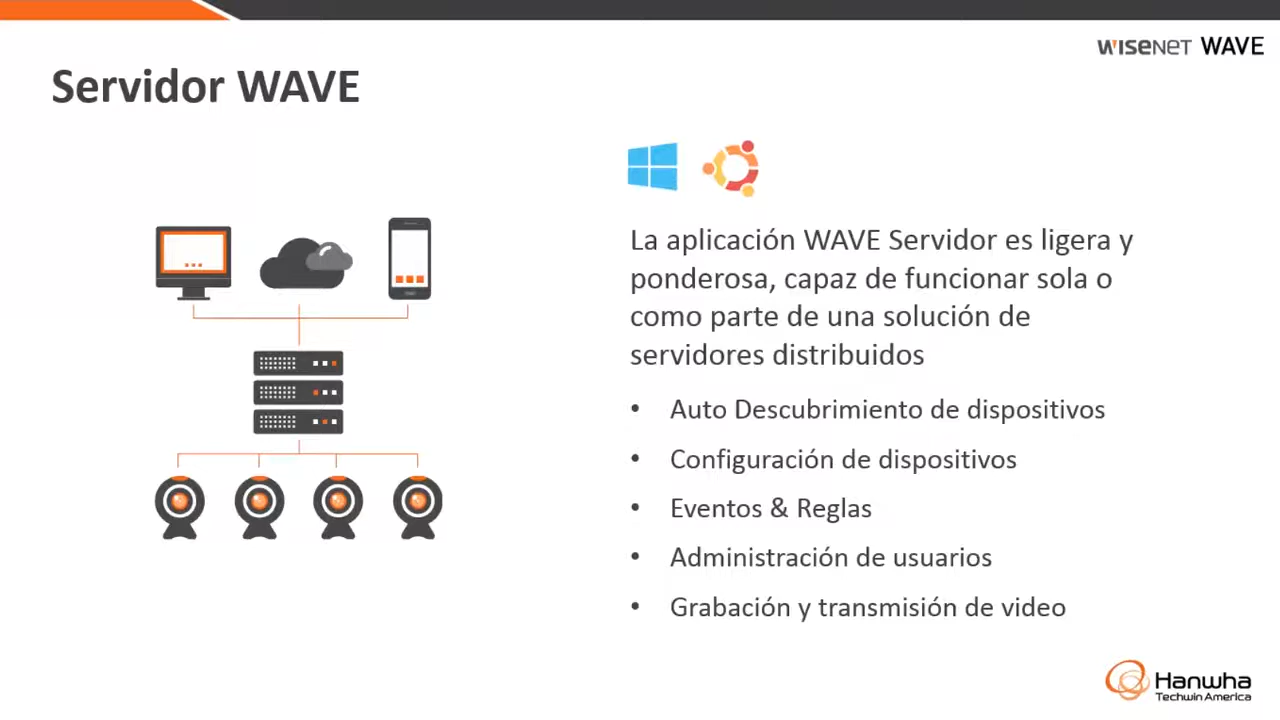 WISENET WAVE
Servidor WAVE
La aplicación WAVE Servidor es ligera y
ponderosa, capaz de funcionar sola o
como parte de una solución de
servidores distribuidos
• Auto Descubrimiento de dispositivos
• Configuración de dispositivos
• Eventos & Reglas
• Administración de usuarios
• Grabación y transmisión de video
Hanwha
Techwin America